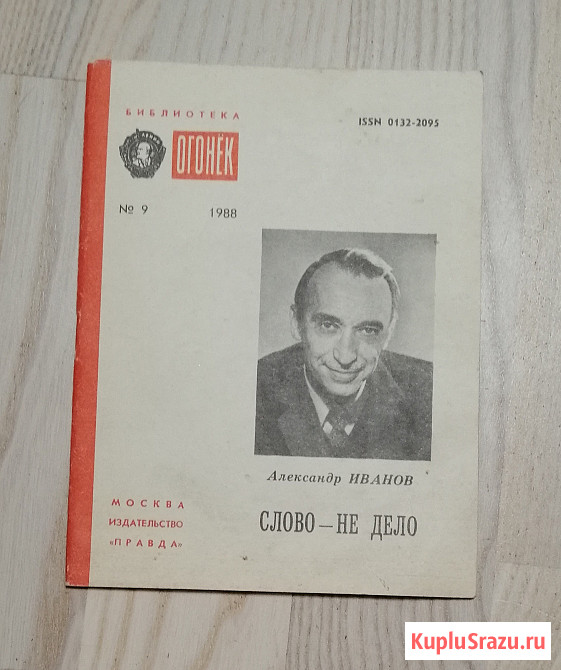 БИБЛИОТЕКА
ОГОНЁК
ISSN 0132-2095
№ 9 1988
Александр ИВАНОВ
СЛОВО — НЕ ДЕЛО
МОСКВА
ИЗДАТЕЛЬСТВО
«ПРАВДА»
KupluSrazu.ru